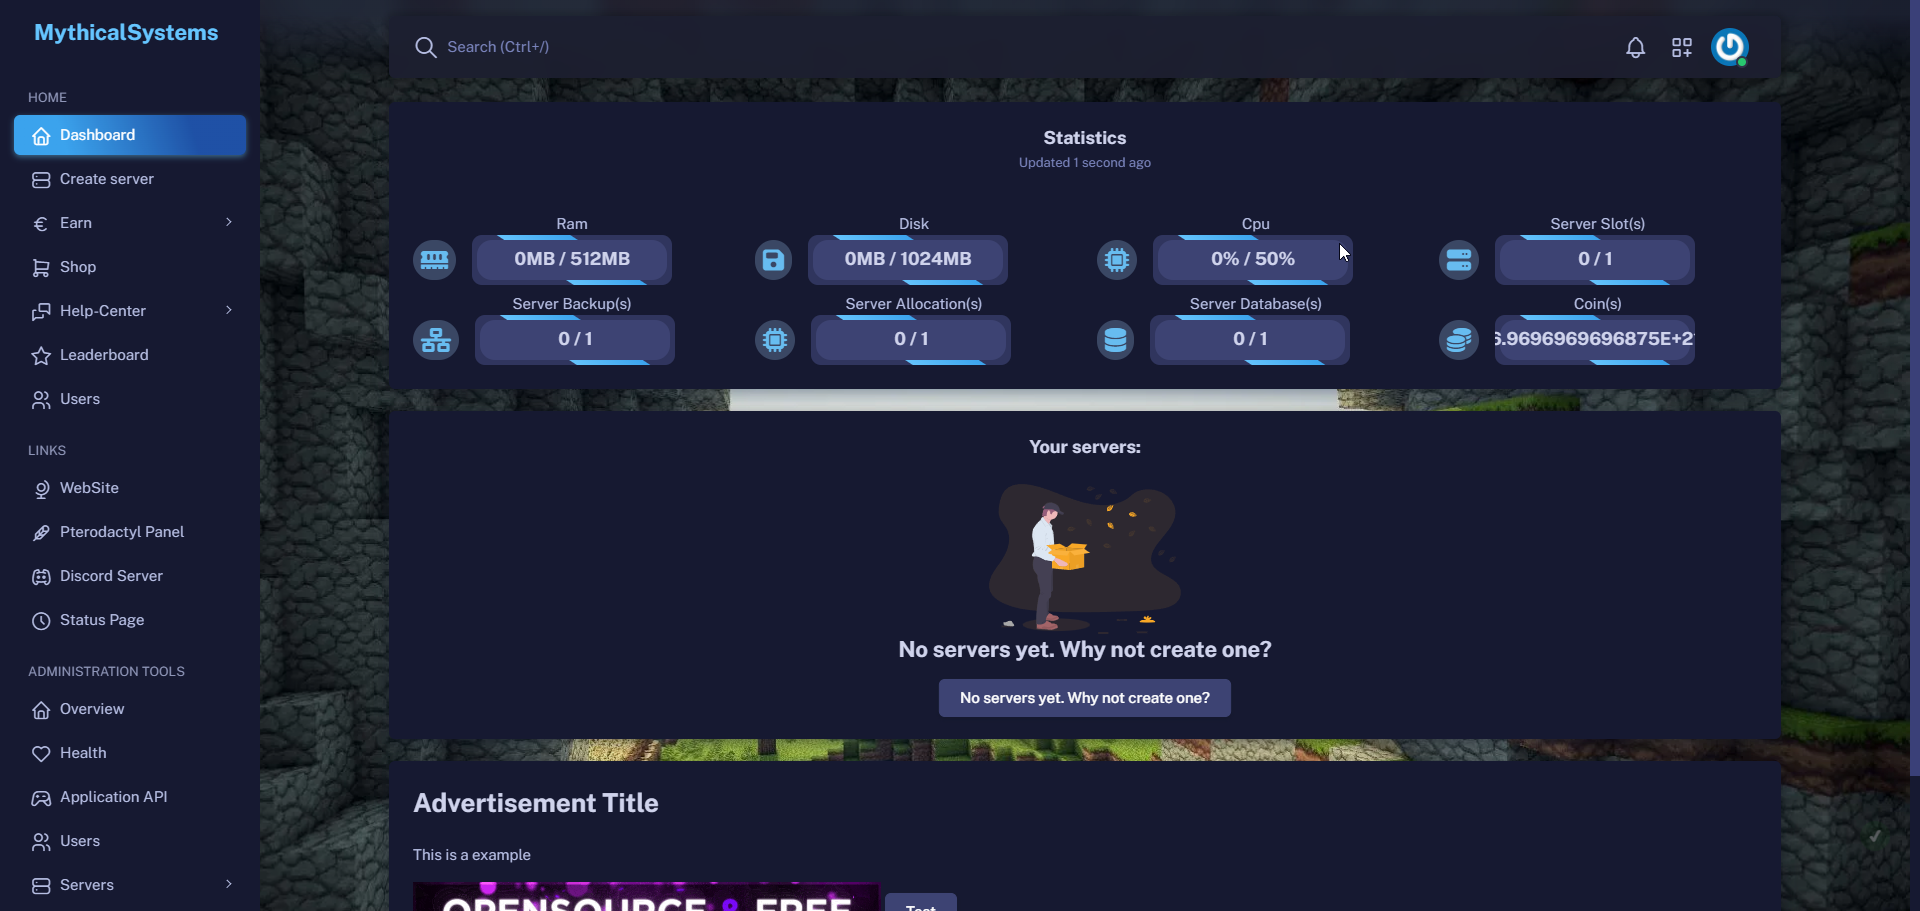 MythicalSystems
Search (Ctrl+/)
HOME
Dashboard
Create server
Earn
Shop
Help-Center
Leaderboard
Users
LINKS
WebSite
Pterodactyl Panel
Discord Server
Status Page
ADMINISTRATION TOOLS
Overview
Health
Application API
Users
Servers
Statistics
Updated 1 second ago
Ram
0MB / 512MB
Disk
0MB / 1024MB
Cpu
0% / 50%
Server Slot(s)
0 / 1
Server Backup(s)
0 / 1
Server Allocation(s)
0 / 1
Server Database(s)
0 / 1
Coin(s)
6.9696969696875E+2
Your servers:
No servers yet. Why not create one?
No servers yet. Why not create one?
Advertisement Title
This is a example
OPENSOURCE & FREE
Test